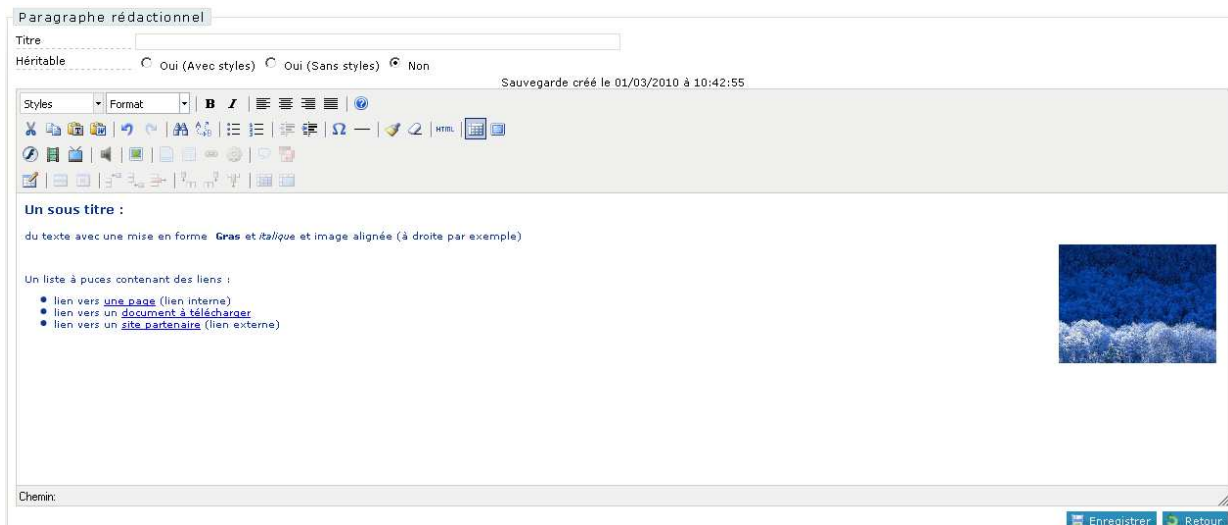 Paragraphe rédactionnel
Titre
Héritable Oui (Avec styles) Oui (Sans styles) Non
Sauvegarde créé le 01/03/2010 à 10:42:55
Styles Format B I
HTML
Un sous titre :
du texte avec une mise en forme Gras et italique et image alignée (à droite par exemple)
Un liste à puces contenant des liens :
lien vers une page (lien interne)
lien vers un document à télécharger
lien vers un site partenaire (lien externe)
Chemin:
Enregistrer Retour